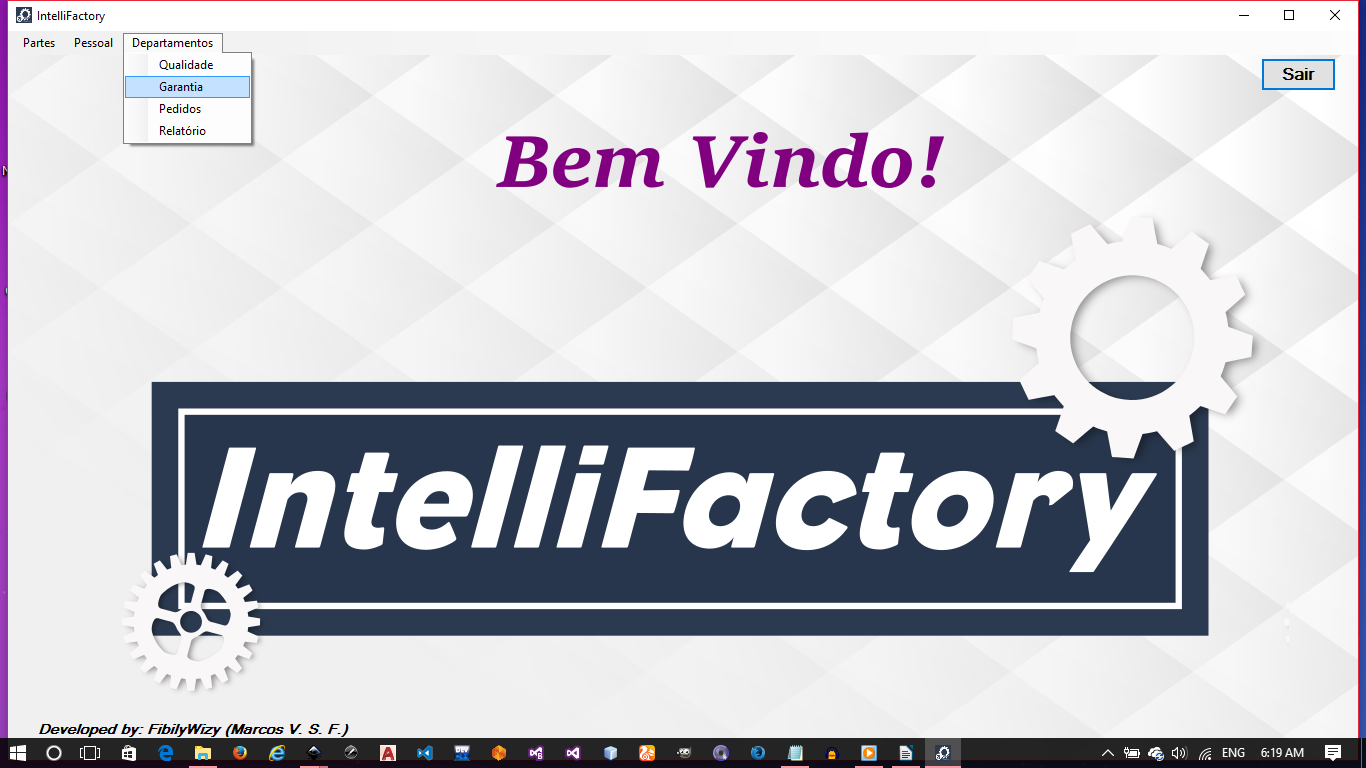 IntelliFactory
Partes Pessoal Departamentos
Qualidade
Garantia
Pedidos
Relatório
Sair
Bem Vindo!
IntelliFactory
Developed by: FibilyWizy (Marcos V. S. F.)
ENG 6:19 AM